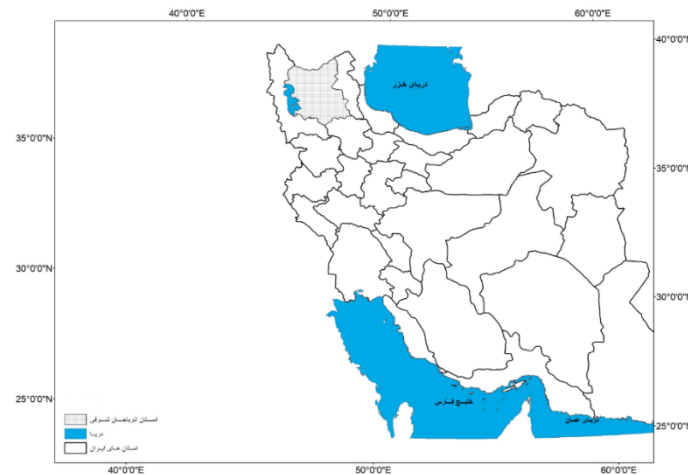 40°0'0"E 50°0'0"E 60°0'0"E
40°0'0"N
دریای خزر
35°0'0"N
35°0'0"N
30°0'0"N
30°0'0"N
25°0'0"N
خلیج فارس
دریای عمان
25°0'0"N
استان اذرباجان شرقی
دریا
استان های ایران
40°0'0"E 50°0'0"E 60°0'0"E